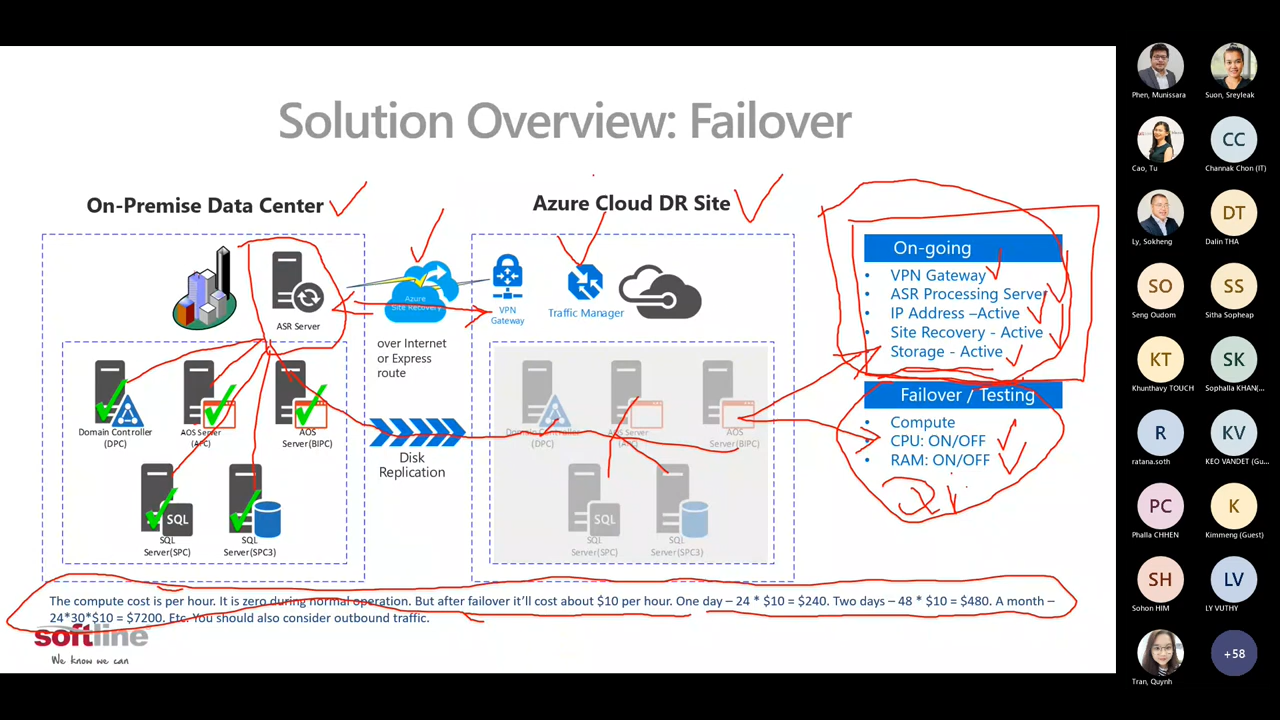 Solution Overview: Failover
On-Premise Data Center
Azure Cloud DR Site
ASR Server
Azure
Site Recovery
VPN
Gateway
Traffic Manager
over Internet
or Express
route
Domain Controller
(DPC)
AOS Server
AOS
Server(BIPC)
Disk
Replication
SQL
SQL
Server(SPC)
SQL
Server(SPC3)
Domain Controller
(DPC)
AOS Server
AOS
Server(BIPC)
SQL
SQL
Server(SPC)
SQL
Server(SPC3)
On-going
• VPN Gateway
• ASR Processing Server
• IP Address –Active
• Site Recovery - Active
• Storage - Active
Failover / Testing
• Compute
• CPU: ON/OFF
• RAM: ON/OFF
The compute cost is per hour. It is zero during normal operation. But after failover it’ll cost about $10 per hour. One day – 24 * $10 = $240. Two days – 48 * $10 = $480. A month –
24*30*$10 = $7200. Etc. You should also consider outbound traffic.
softline
We know we can
Phen, Munissara
Suon, Sreyleak
Cao, Tu
CC
Channak Chon (IT)
Ly, Sokheng
DT
Dalin THA
SO
Seng Oudom
SS
Sitha Sopheap
KT
Khunthavy TOUCH
SK
Sophalla KHAN(...
R
ratana.soth
KV
KEO VANDET (Gu...
PC
Phalla CHHEN
K
Kimmeng (Guest)
SH
Sohon HIM
LV
LY VUTHY
Tran, Quynh
+58